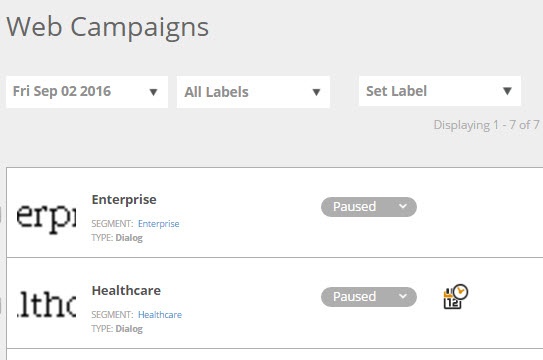 Web Campaigns
Fri Sep 02 2016
All Labels
Set Label
Displaying 1 - 7 of 7
erpr
Enterprise
SEGMENT: Enterprise
TYPE: Dialog
Paused
lthc
Healthcare
SEGMENT: Healthcare
TYPE: Dialog
Paused
12